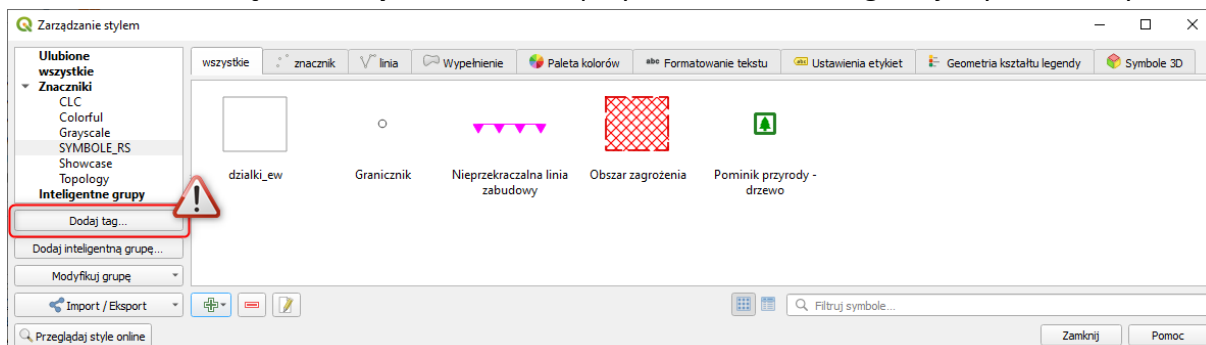 Zarządzanie stylem
Ulubione
wszystkie
Znaczniki
CLC
Colorful
Grayscale
SYMBOLE_RS
Showcase
Topology
Inteligentne grupy
Dodaj tag...
Dodaj inteligentną grupę...
Modyfikuj grupę
Import / Eksport
Przeglądaj style online
wszystkie znacznik linia Wypełnienie Paleta kolorów abc Formatowanie tekstu abc Ustawienia etykiet Geometria kształtu legendy Symbole 3D
dzialki_ew
Granicznik
Nieprzekraczalna linia
zabudowy
Obszar zagrożenia
Pominik przyrody -
drzewo
Filtruj symbole...
Zamknij Pomoc